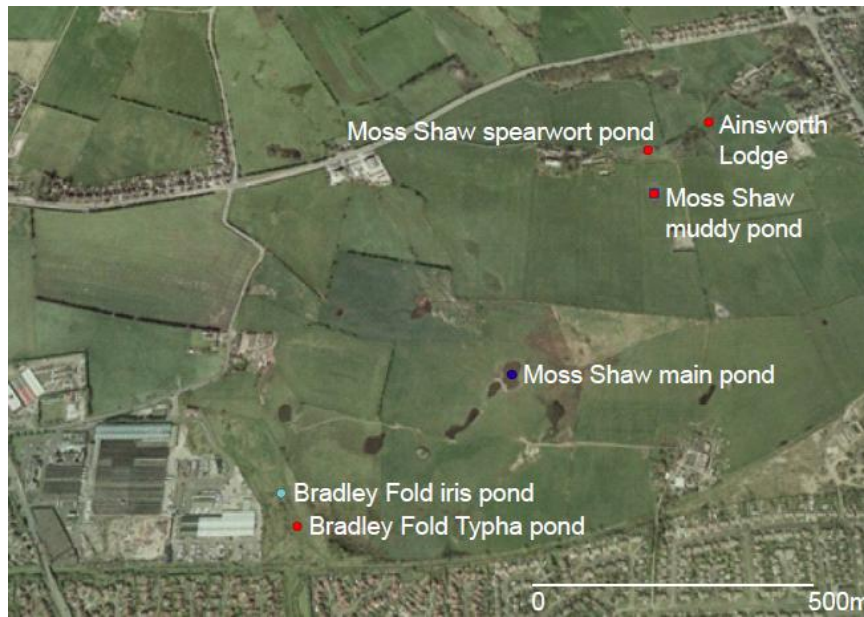 Moss Shaw spearwort pond
Ainsworth
Lodge
Moss Shaw
muddy pond
Moss Shaw main pond
Bradley Fold iris pond
Bradley Fold Typha pond
0
500m